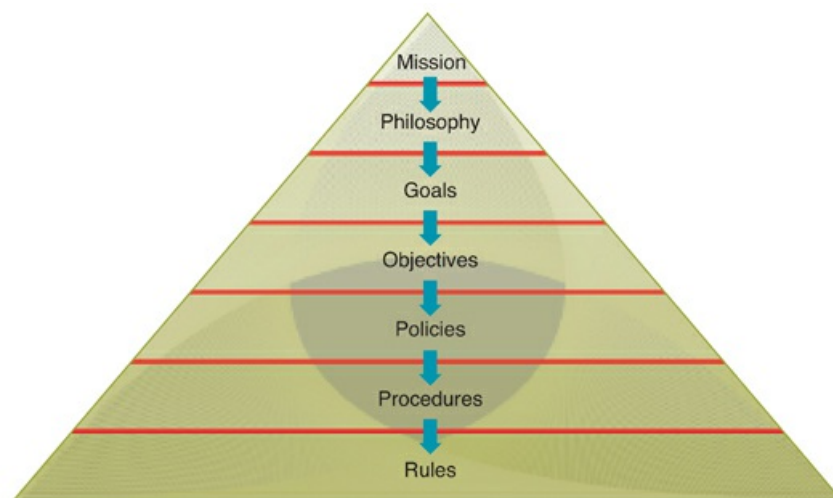 Mission
Philosophy
Goals
Objectives
Policies
Procedures
Rules